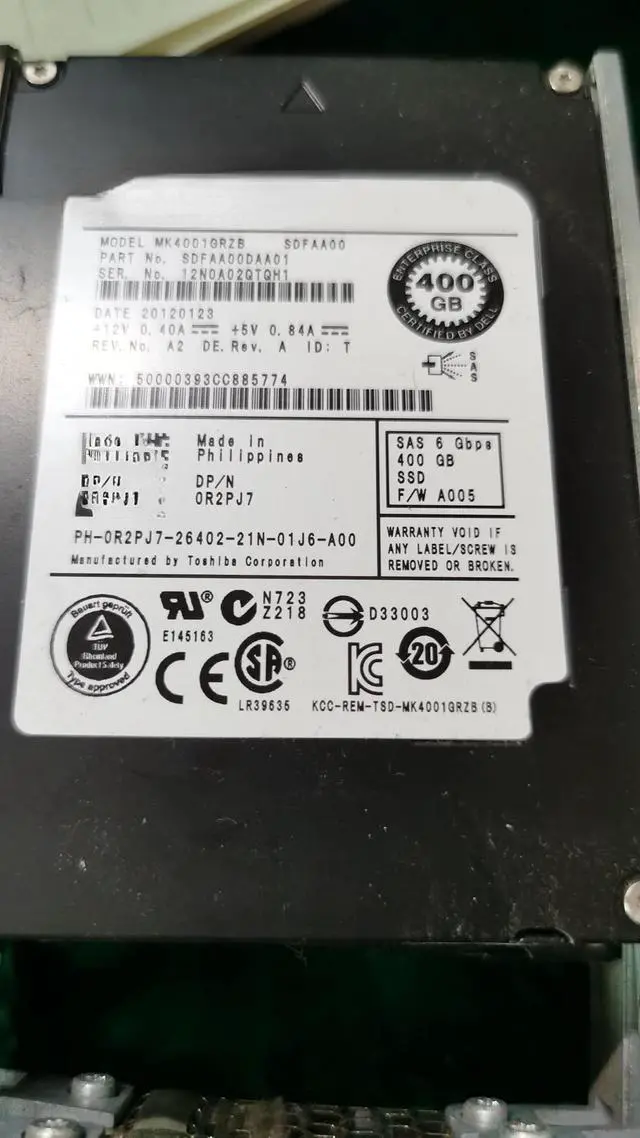 MODEL MK4001GRZB SDFAA00
PART No. SDFAA00DAA01
SER. No. 12N0A02QTQH1
DATE 20120123
+12V 0.40A +5V 0.84A
REV. No. A2 DE. Rev. A ID: T
WWN: 50000393CC885774
ENTERPRISE CLASS
400
GB
CERTIFIED BY DELL
SAS
Made in
Philippines
DP/N
0R2PJ7
PH-0R2PJ7-26402-21N-01J6-A00
Manufactured by Toshiba Corporation
SAS 6 Gbps
400 GB
SSD
F/W A005
WARRANTY VOID IF
ANY LABEL/SCREW IS
REMOVED OR BROKEN.
Bauart geprüft
TÜV
Rheinland
Product Safety
Type approved
E145163
N723
Z218
D33003
CE
SA
LR39635
20
KCC-REM-TSD-MK4001GRZB (B)